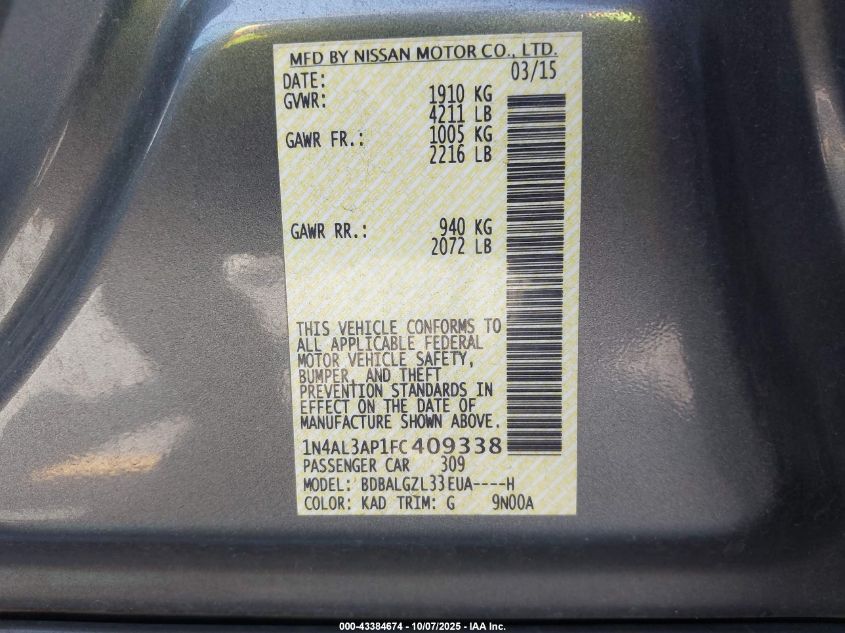 MFD BY NISSAN MOTOR CO., LTD.
DATE: 03/15
GVWR: 1910 KG
4211 LB
GAWR FR.: 1005 KG
2216 LB
GAWR RR.: 940 KG
2072 LB
THIS VEHICLE CONFORMS TO
ALL APPLICABLE FEDERAL
MOTOR VEHICLE SAFETY,
BUMPER, AND THEFT
PREVENTION STANDARDS IN
EFFECT ON THE DATE OF
MANUFACTURE SHOWN ABOVE.
1N4AL3AP1FC409338
PASSENGER CAR 309
MODEL: BDBALGZL33EUA----H
COLOR: KAD TRIM: G 9N00A
000-43384674 - 10/07/2025 - IAA Inc.